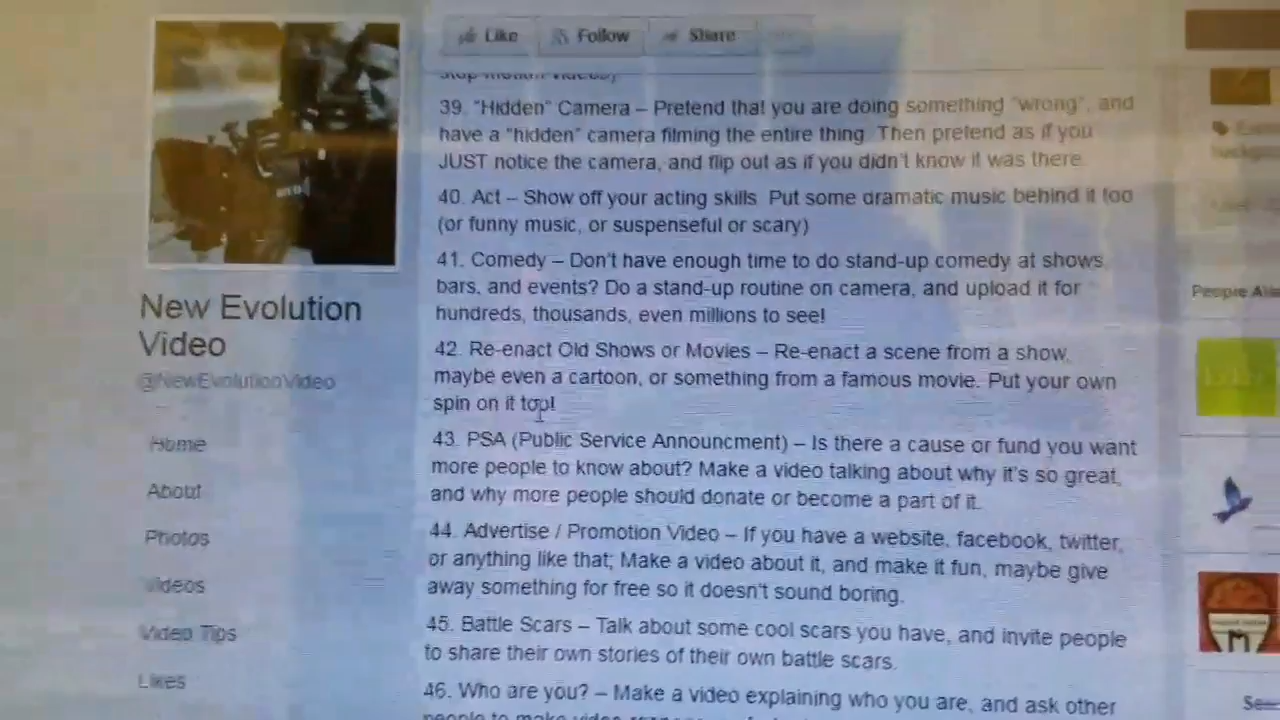 Like
Follow
Share
39. "Hidden" Camera – Pretend that you are doing something "wrong", and
have a "hidden" camera filming the entire thing. Then pretend as if you
JUST notice the camera, and flip out as if you didn't know it was there.
40. Act – Show off your acting skills. Put some dramatic music behind it too
(or funny music, or suspenseful or scary)
41. Comedy – Don't have enough time to do stand-up comedy at shows,
bars, and events? Do a stand-up routine on camera, and upload it for
hundreds, thousands, even millions to see!
42. Re-enact Old Shows or Movies – Re-enact a scene from a show,
maybe even a cartoon, or something from a famous movie. Put your own
spin on it too!
43. PSA (Public Service Announcment) – Is there a cause or fund you want
more people to know about? Make a video talking about why it's so great,
and why more people should donate or become a part of it.
44. Advertise / Promotion Video – If you have a website, facebook, twitter,
or anything like that; Make a video about it, and make it fun, maybe give
away something for free so it doesn't sound boring.
45. Battle Scars – Talk about some cool scars you have, and invite people
to share their own stories of their own battle scars.
46. Who are you? – Make a video explaining who you are, and ask other
New Evolution
Video
@NewEvolutionVideo
Home
About
Photos
Videos
Video Tips
Likes
People Also